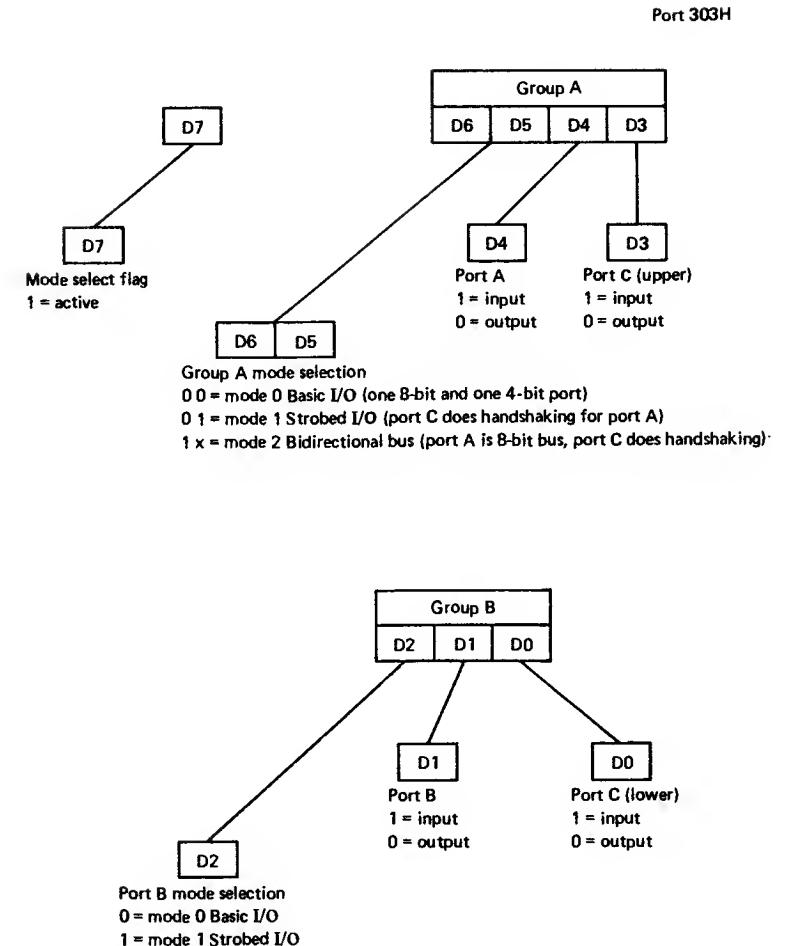 Port 303H
Group A
D7
D6 D5 D4 D3
D7
Mode select flag
1 = active
D4
Port A
1 = input
0 = output
D3
Port C (upper)
1 = input
0 = output
D6 D5
Group A mode selection
0 0 = mode 0 Basic I/O (one 8-bit and one 4-bit port)
0 1 = mode 1 Strobed I/O (port C does handshaking for port A)
1 x = mode 2 Bidirectional bus (port A is 8-bit bus, port C does handshaking)
Group B
D2 D1 D0
D1
Port B
1 = input
0 = output
D0
Port C (lower)
1 = input
0 = output
D2
Port B mode selection
0 = mode 0 Basic I/O
1 = mode 1 Strobed I/O